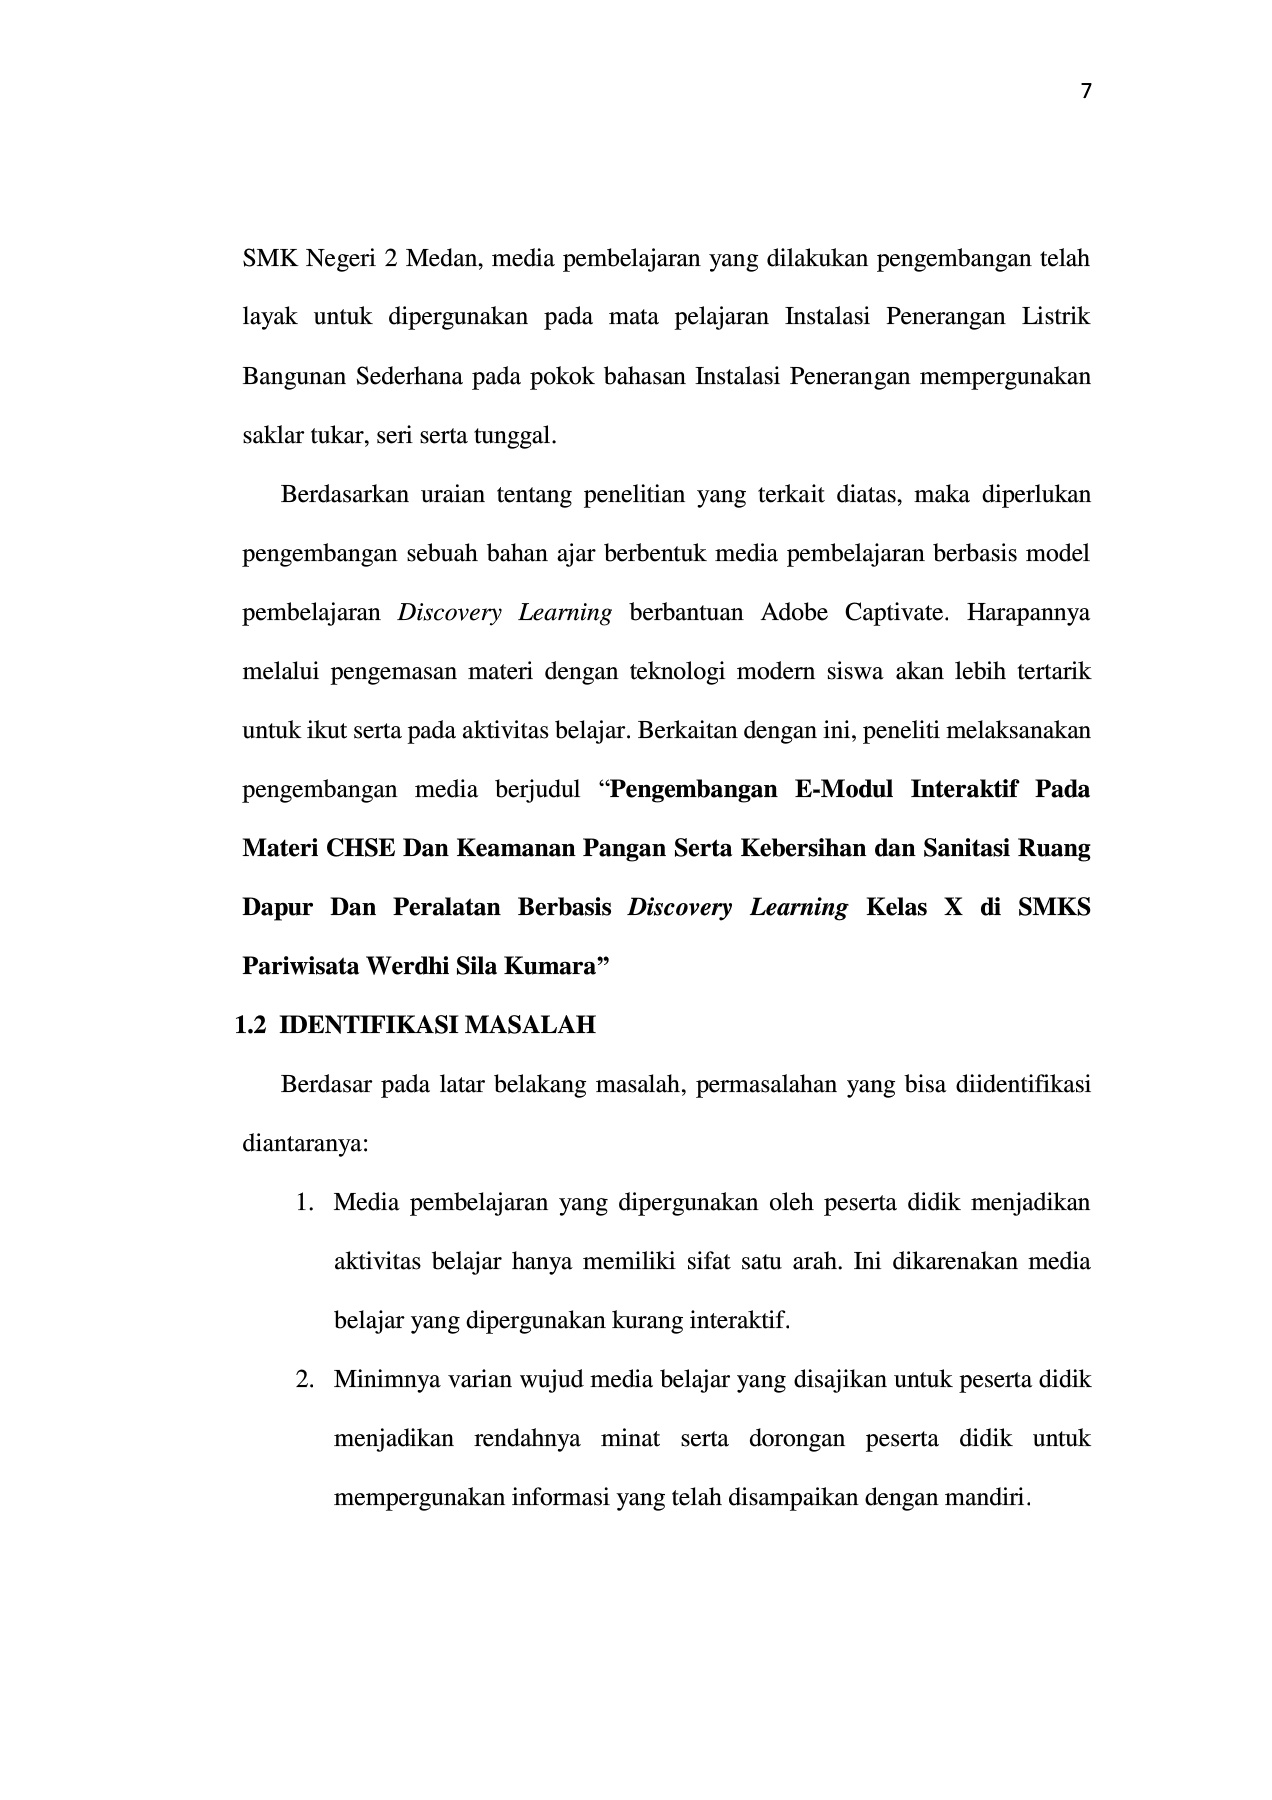 7
SMK Negeri 2 Medan, media pembelajaran yang dilakukan pengembangan telah
layak untuk dipergunakan pada mata pelajaran Instalasi Penerangan Listrik
Bangunan Sederhana pada pokok bahasan Instalasi Penerangan mempergunakan
saklar tukar, seri serta tunggal.
Berdasarkan uraian tentang penelitian yang terkait diatas, maka diperlukan
pengembangan sebuah bahan ajar berbentuk media pembelajaran berbasis model
pembelajaran Discovery Learning berbantuan Adobe Captivate. Harapannya
melalui pengemasan materi dengan teknologi modern siswa akan lebih tertarik
untuk ikut serta pada aktivitas belajar. Berkaitan dengan ini, peneliti melaksanakan
pengembangan media berjudul “Pengembangan E-Modul Interaktif Pada
Materi CHSE Dan Keamanan Pangan Serta Kebersihan dan Sanitasi Ruang
Dapur Dan Peralatan Berbasis Discovery Learning Kelas X di SMKS
Pariwisata Werdhi Sila Kumara”
1.2 IDENTIFIKASI MASALAH
Berdasar pada latar belakang masalah, permasalahan yang bisa diidentifikasi
diantaranya:
1. Media pembelajaran yang dipergunakan oleh peserta didik menjadikan
aktivitas belajar hanya memiliki sifat satu arah. Ini dikarenakan media
belajar yang dipergunakan kurang interaktif.
2. Minimnya varian wujud media belajar yang disajikan untuk peserta didik
menjadikan rendahnya minat serta dorongan peserta didik untuk
mempergunakan informasi yang telah disampaikan dengan mandiri.